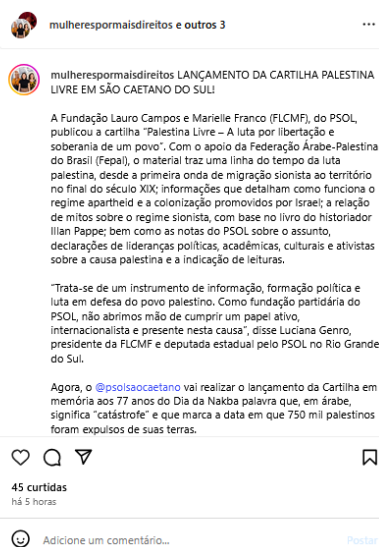 mulherespormaisdireitos e outros 3
mulherespormaisdireitos LANÇAMENTO DA CARTILHA PALESTINA
LIVRE EM SÃO CAETANO DO SUL!
A Fundação Lauro Campos e Marielle Franco (FLCMF), do PSOL,
publicou a cartilha “Palestina Livre – A luta por libertação e
soberania de um povo”. Com o apoio da Federação Árabe-Palestina
do Brasil (Fepal), o material traz uma linha do tempo da luta
palestina, desde a primeira onda de migração sionista ao território
no final do século XIX; informações que detalham como funciona o
regime apartheid e a colonização promovidos por Israel; a relação
de mitos sobre o regime sionista, com base no livro do historiador
Illan Pappe; bem como as notas do PSOL sobre o assunto,
declarações de lideranças políticas, acadêmicas, culturais e ativistas
sobre a causa palestina e a indicação de leituras.
“Trata-se de um instrumento de informação, formação política e
luta em defesa do povo palestino. Como fundação partidária do
PSOL, não abrimos mão de cumprir um papel ativo,
internacionalista e presente nesta causa”, disse Luciana Genro,
presidente da FLCMF e deputada estadual pelo PSOL no Rio Grande
do Sul.
Agora, o @psolsaocaetano vai realizar o lançamento da Cartilha em
memória aos 77 anos do Dia da Nakba palavra que, em árabe,
significa “catástrofe” e que marca a data em que 750 mil palestinos
foram expulsos de suas terras.
45 curtidas
há 5 horas
Adicione um comentário...
Postar